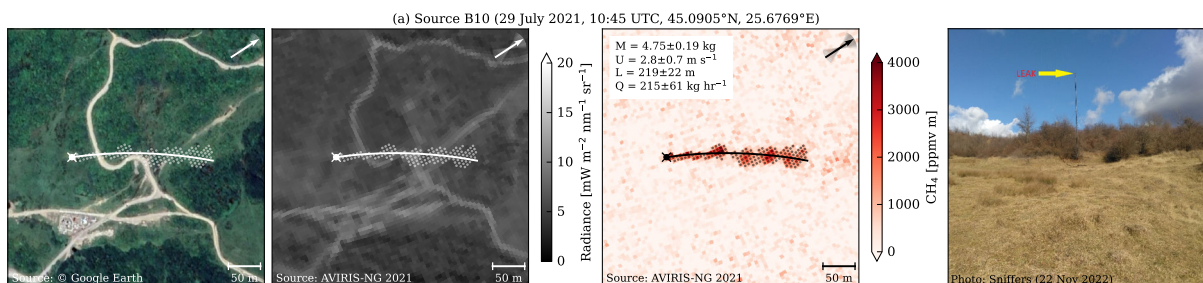 (a) Source B10 (29 July 2021, 10:45 UTC, 45.0905°N, 25.6769°E)
Source: © Google Earth
50 m
Source: AVIRIS-NG 2021
50 m
20
15
10
5
0
Radiance [mW m⁻² nm⁻¹ sr⁻¹]
M = 4.75±0.19 kg
U = 2.8±0.7 m s⁻¹
L = 219±22 m
Q = 215±61 kg hr⁻¹
Source: AVIRIS-NG 2021
50 m
4000
3000
2000
1000
0
CH₄ [ppmv m]
LEAK
Photo: Sniffers (22 Nov 2022)